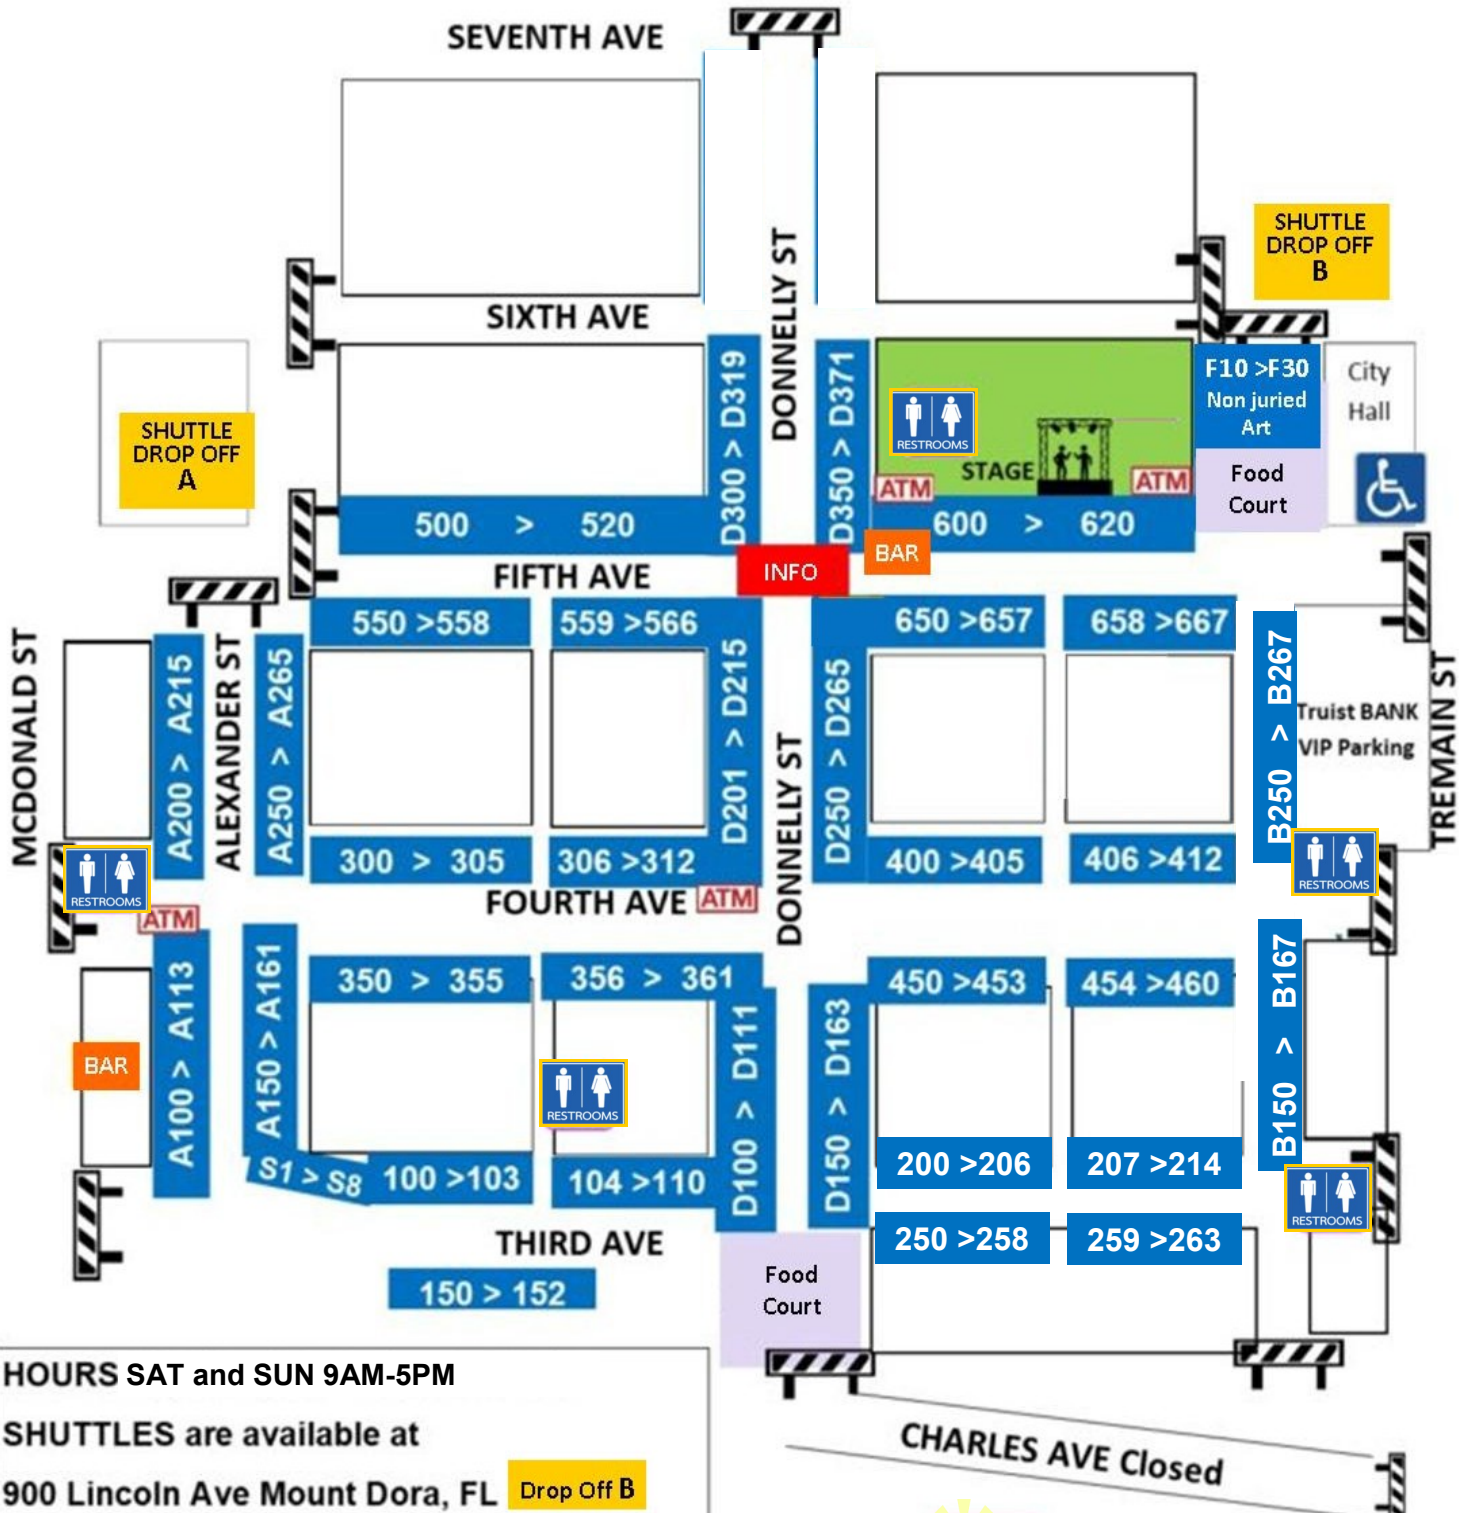 SEVENTH AVE
DONNELLY ST
SHUTTLE
DROP OFF
B
SIXTH AVE
SHUTTLE
DROP OFF
A
D300 > D319
D350 > D371
RESTROOMS
STAGE
ATM
ATM
F10 >F30
Non juried
Art
Food
Court
City
Hall
500 > 520
600 > 620
BAR
INFO
FIFTH AVE
550 >558
559 >566
650 >657
658 >667
MCDONALD ST
A200 > A215
ALEXANDER ST
A250 > A265
D201 > D215
DONNELLY ST
D250 > D265
B250 > B267
Truist BANK
VIP Parking
TREMAIN ST
300 > 305
306 >312
400 >405
406 >412
RESTROOMS
RESTROOMS
ATM
FOURTH AVE
ATM
350 > 355
356 > 361
450 >453
454 >460
BAR
A100 > A113
A150 > A161
RESTROOMS
D100 > D111
D150 > D163
B150 > B167
S1 > S8
100 >103
104 >110
200 >206
207 >214
RESTROOMS
THIRD AVE
250 >258
259 >263
150 > 152
Food
Court
HOURS SAT and SUN 9AM-5PM
SHUTTLES are available at
900 Lincoln Ave Mount Dora, FL Drop Off B
CHARLES AVE Closed